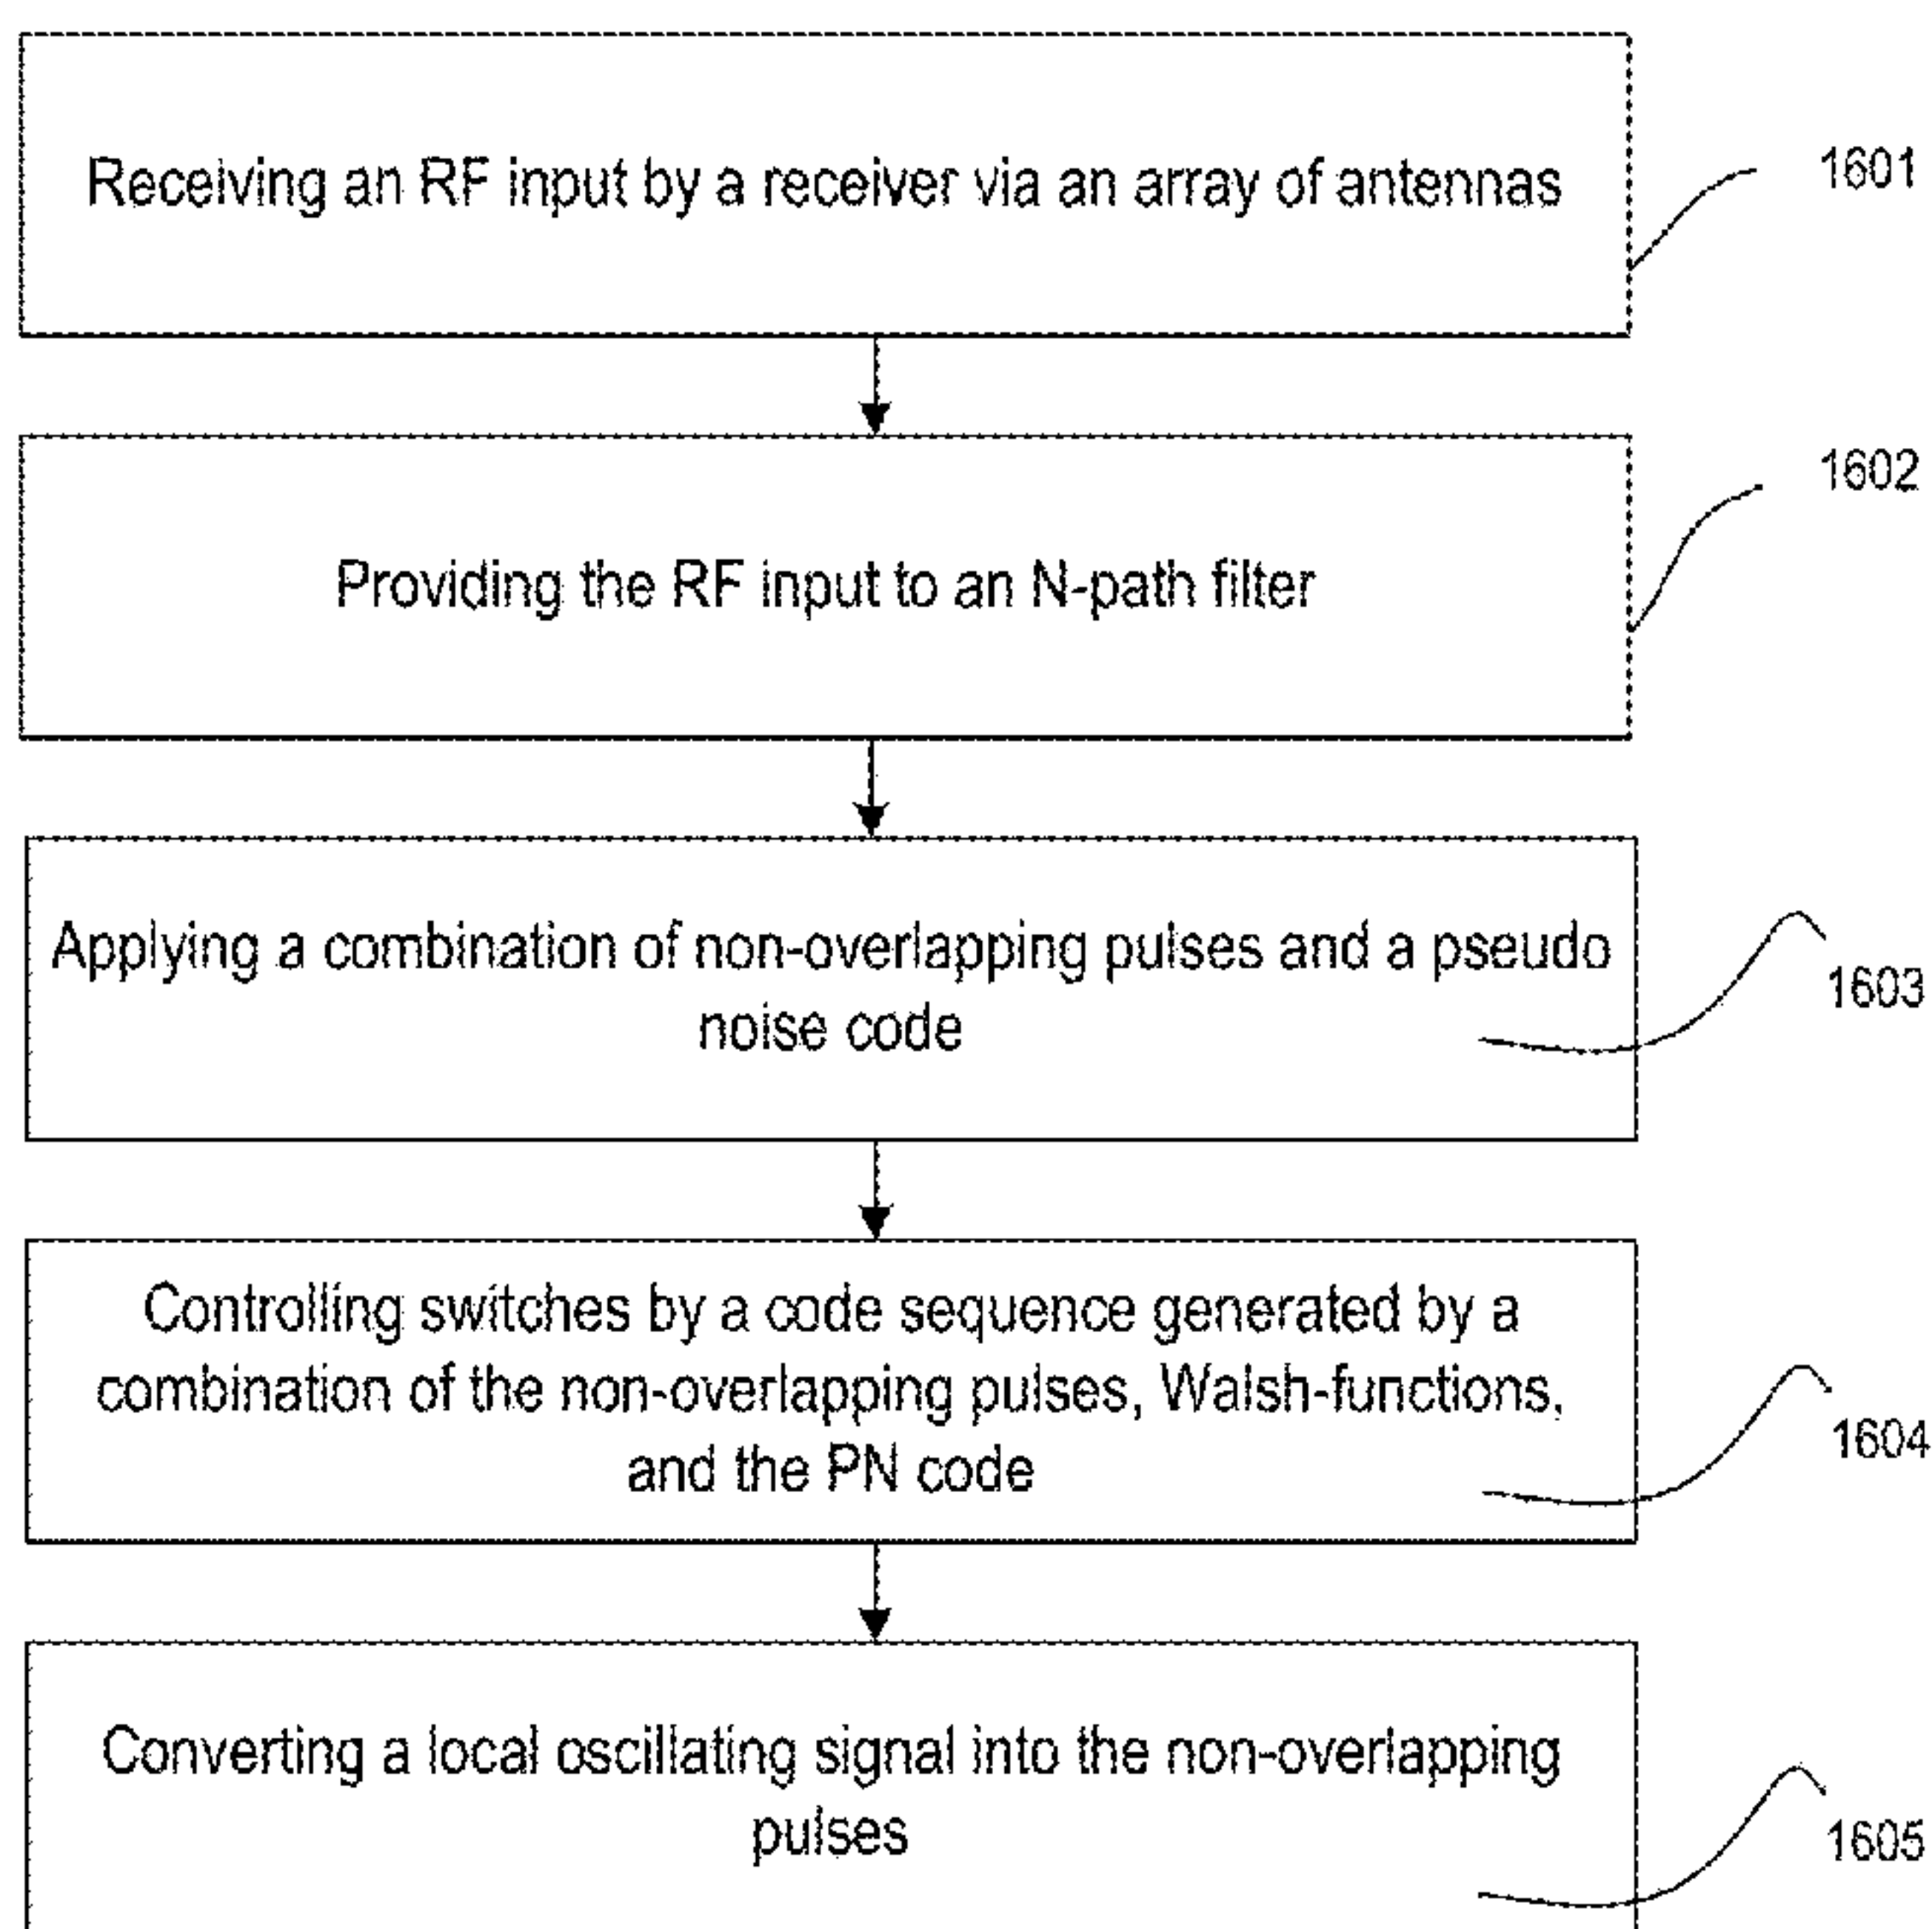 Receiving an RF input by a receiver via an array of antennas
1601
Providing the RF input to an N-path filter
1602
Applying a combination of non-overlapping pulses and a pseudo
noise code
1603
Controlling switches by a code sequence generated by a
combination of the non-overlapping pulses, Walsh-functions,
and the PN code
1604
Converting a local oscillating signal into the non-overlapping
pulses
1605